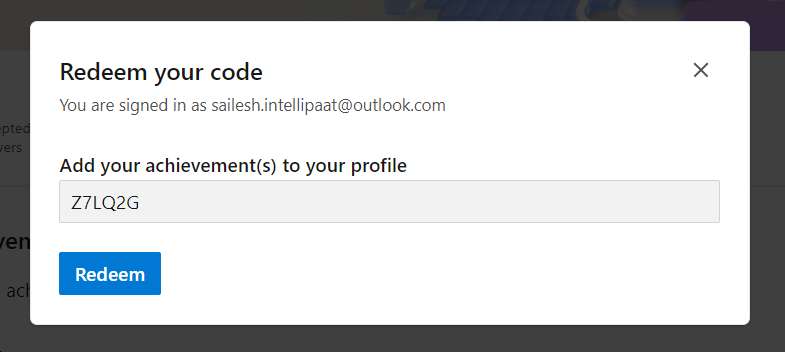 Redeem your code
You are signed in as sailesh.intellipaat@outlook.com
Add your achievement(s) to your profile
Z7LQ2G
Redeem